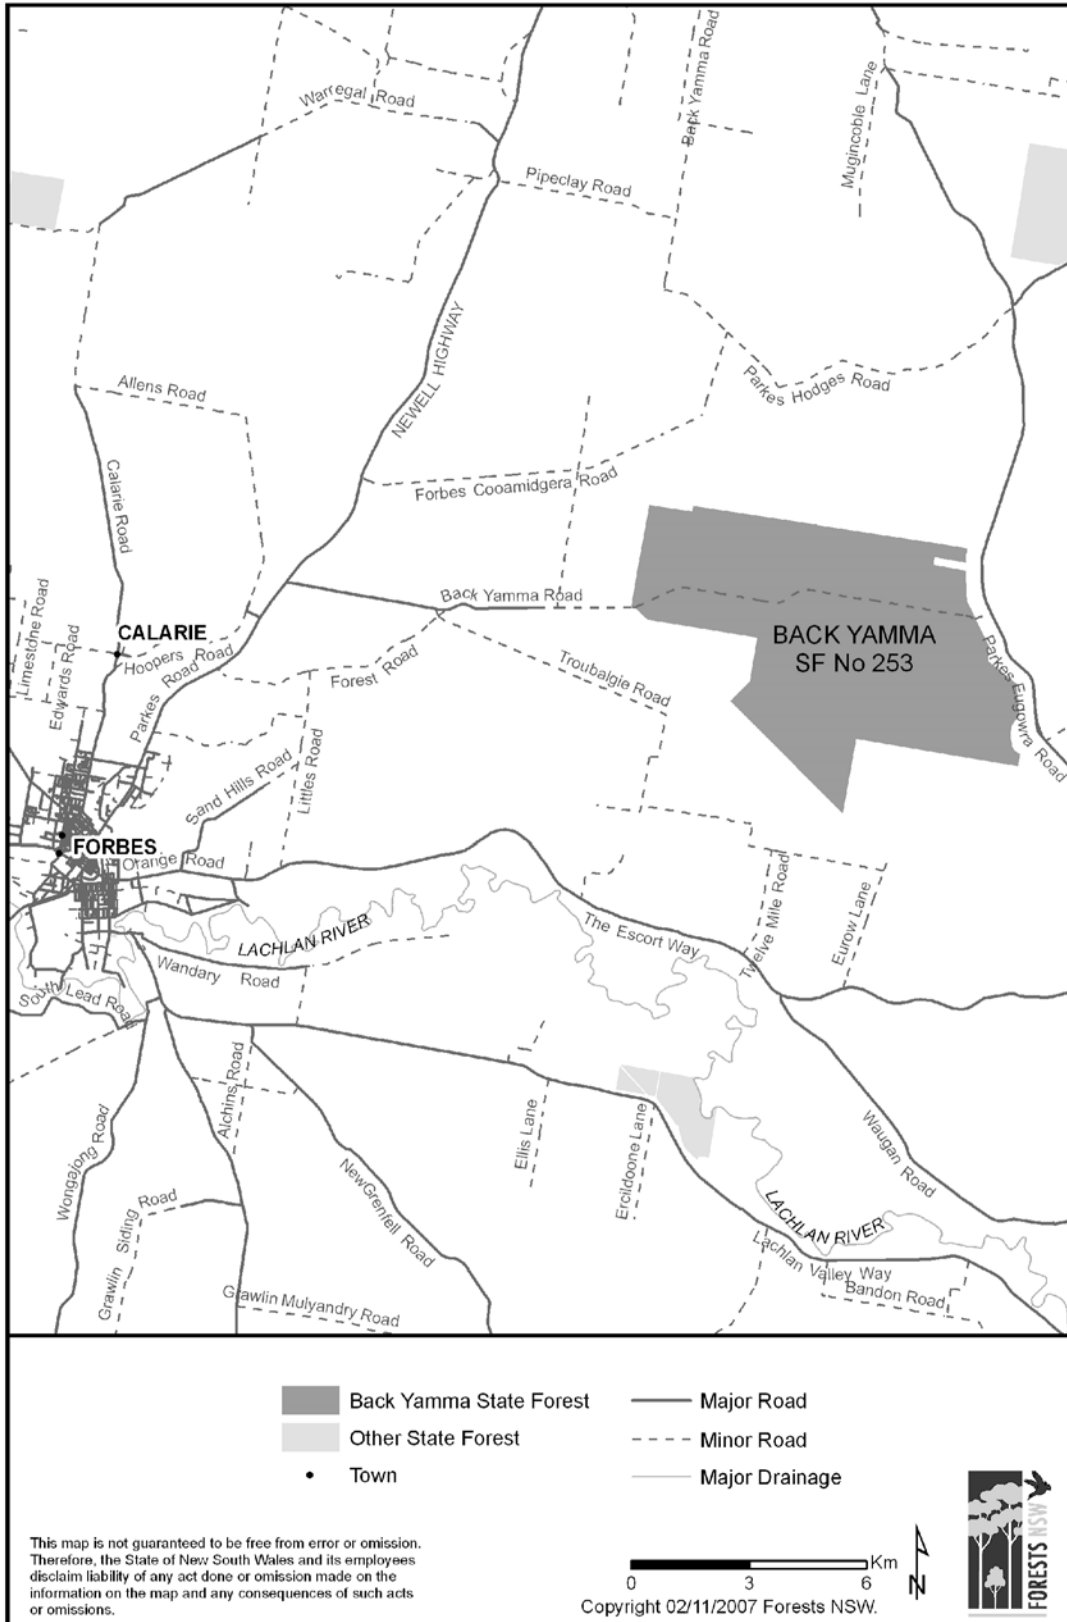 Warregal Road
Back Yamma Road
Mugincoble Lane
Pipeclay Road
NEWELL HIGHWAY
Allens Road
Parkes Hodges Road
Calarie Road
Forbes Cooamidgera Road
Back Yamma Road
Limestone Road
Edwards Road
CALARIE
Hoopers Road
Parkes Road
Forest Road
Troubalgie Road
BACK YAMMA
SF No 253
Parkes Eugowra Road
Sand Hills Road
Littles Road
FORBES
Orange Road
Twelve Mile Road
Eurow Lane
LACHLAN RIVER
The Escort Way
Wandary Road
South Lead Road
Alchins Road
Wongajong Road
Ellis Lane
Ercildoone Lane
Waugan Road
NewGrenfell Road
Grawlin Siding Road
LACHLAN RIVER
Lachlan Valley Way
Bandon Road
Grawlin Mulyandry Road
Back Yamma State Forest
Other State Forest
Town
Major Road
Minor Road
Major Drainage
This map is not guaranteed to be free from error or omission.
Therefore, the State of New South Wales and its employees
disclaim liability of any act done or omission made on the
information on the map and any consequences of such acts
or omissions.
Km
0 3 6
N
Copyright 02/11/2007 Forests NSW.
FORESTS NSW